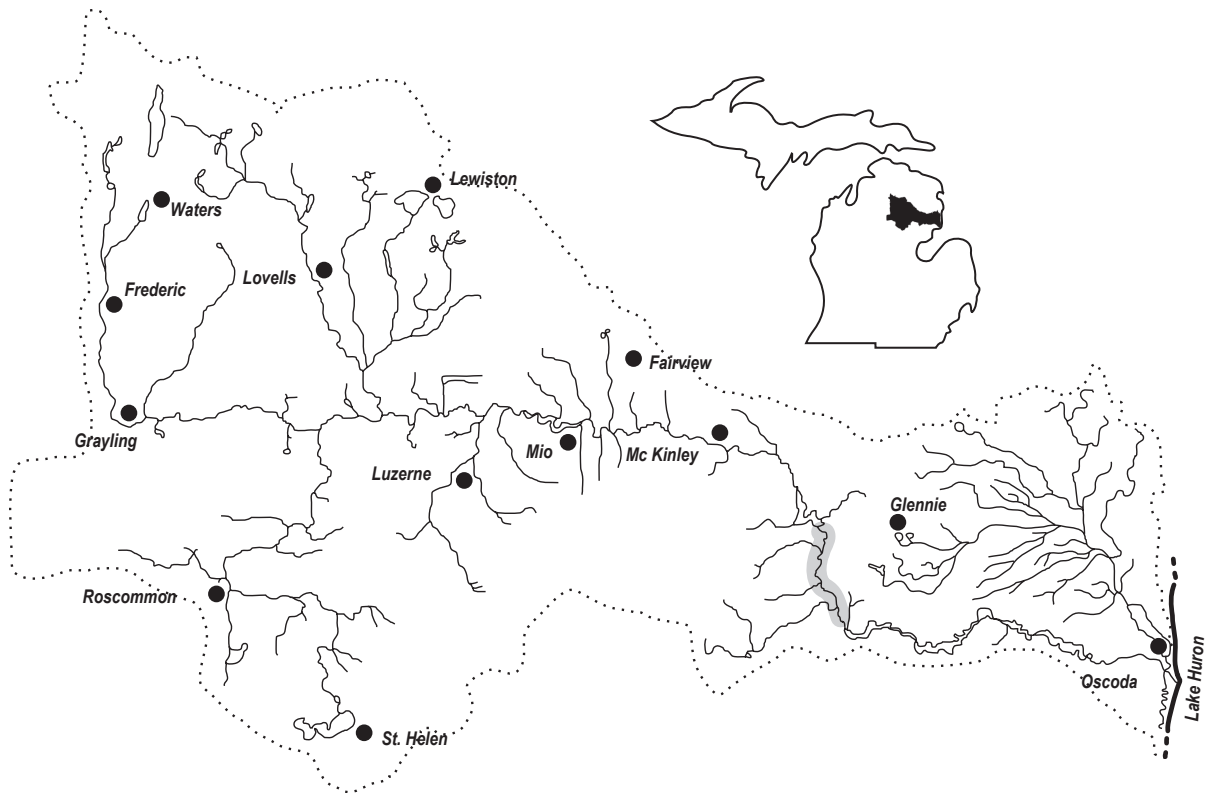 Lewiston
Waters
Lovells
Frederic
Fairview
Grayling
Mio
Mc Kinley
Luzerne
Glennie
Roscommon
Oscoda
Lake Huron
St. Helen